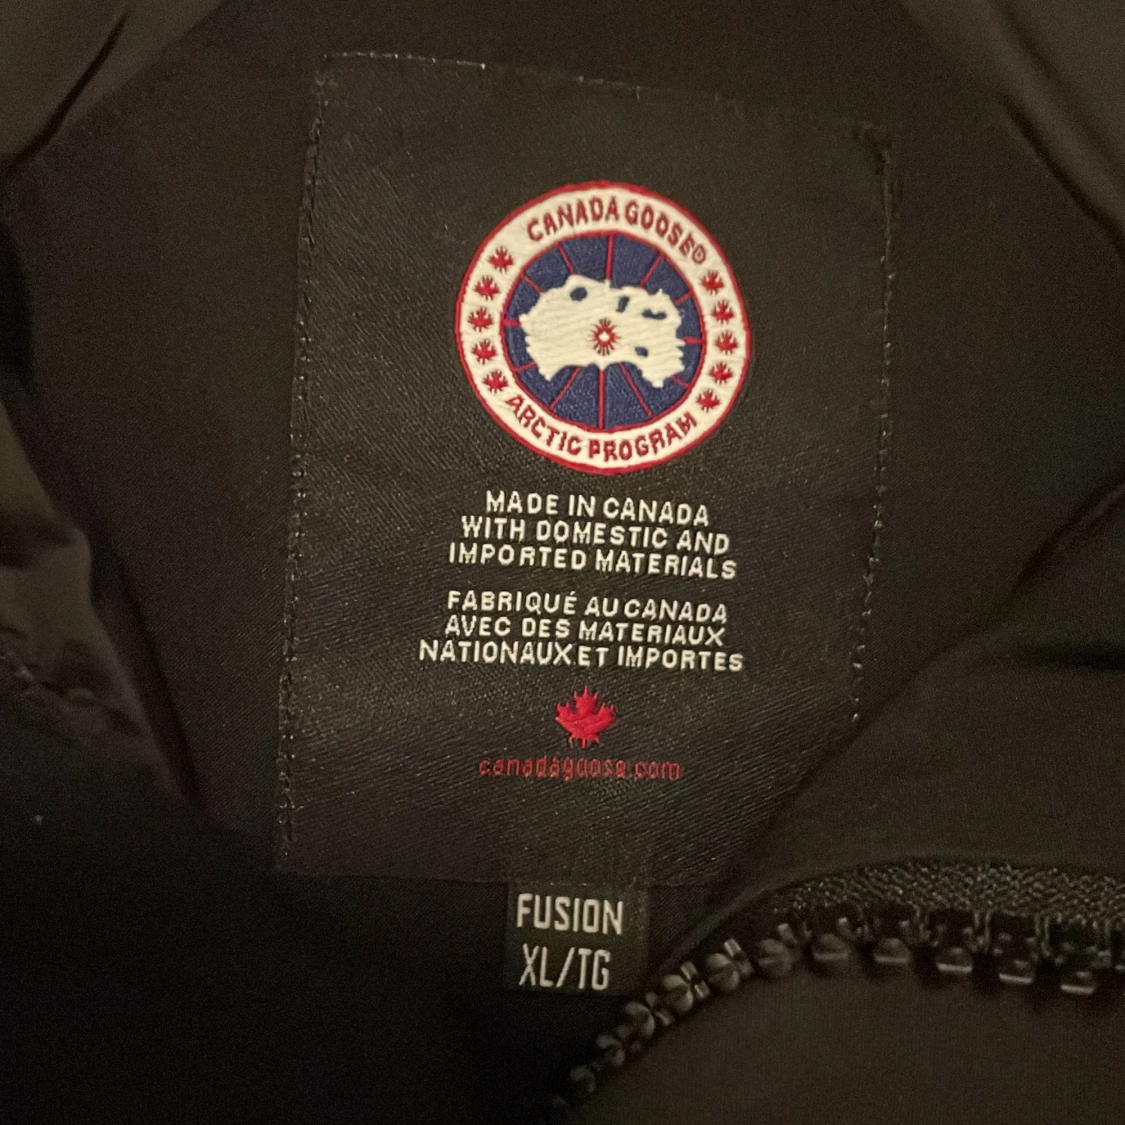 CANADA GOOSE®
ARCTIC PROGRAM
MADE IN CANADA
WITH DOMESTIC AND
IMPORTED MATERIALS
FABRIQUÉ AU CANADA
AVEC DES MATERIAUX
NATIONAUX ET IMPORTES
canadagoose.com
FUSION
XL/TG